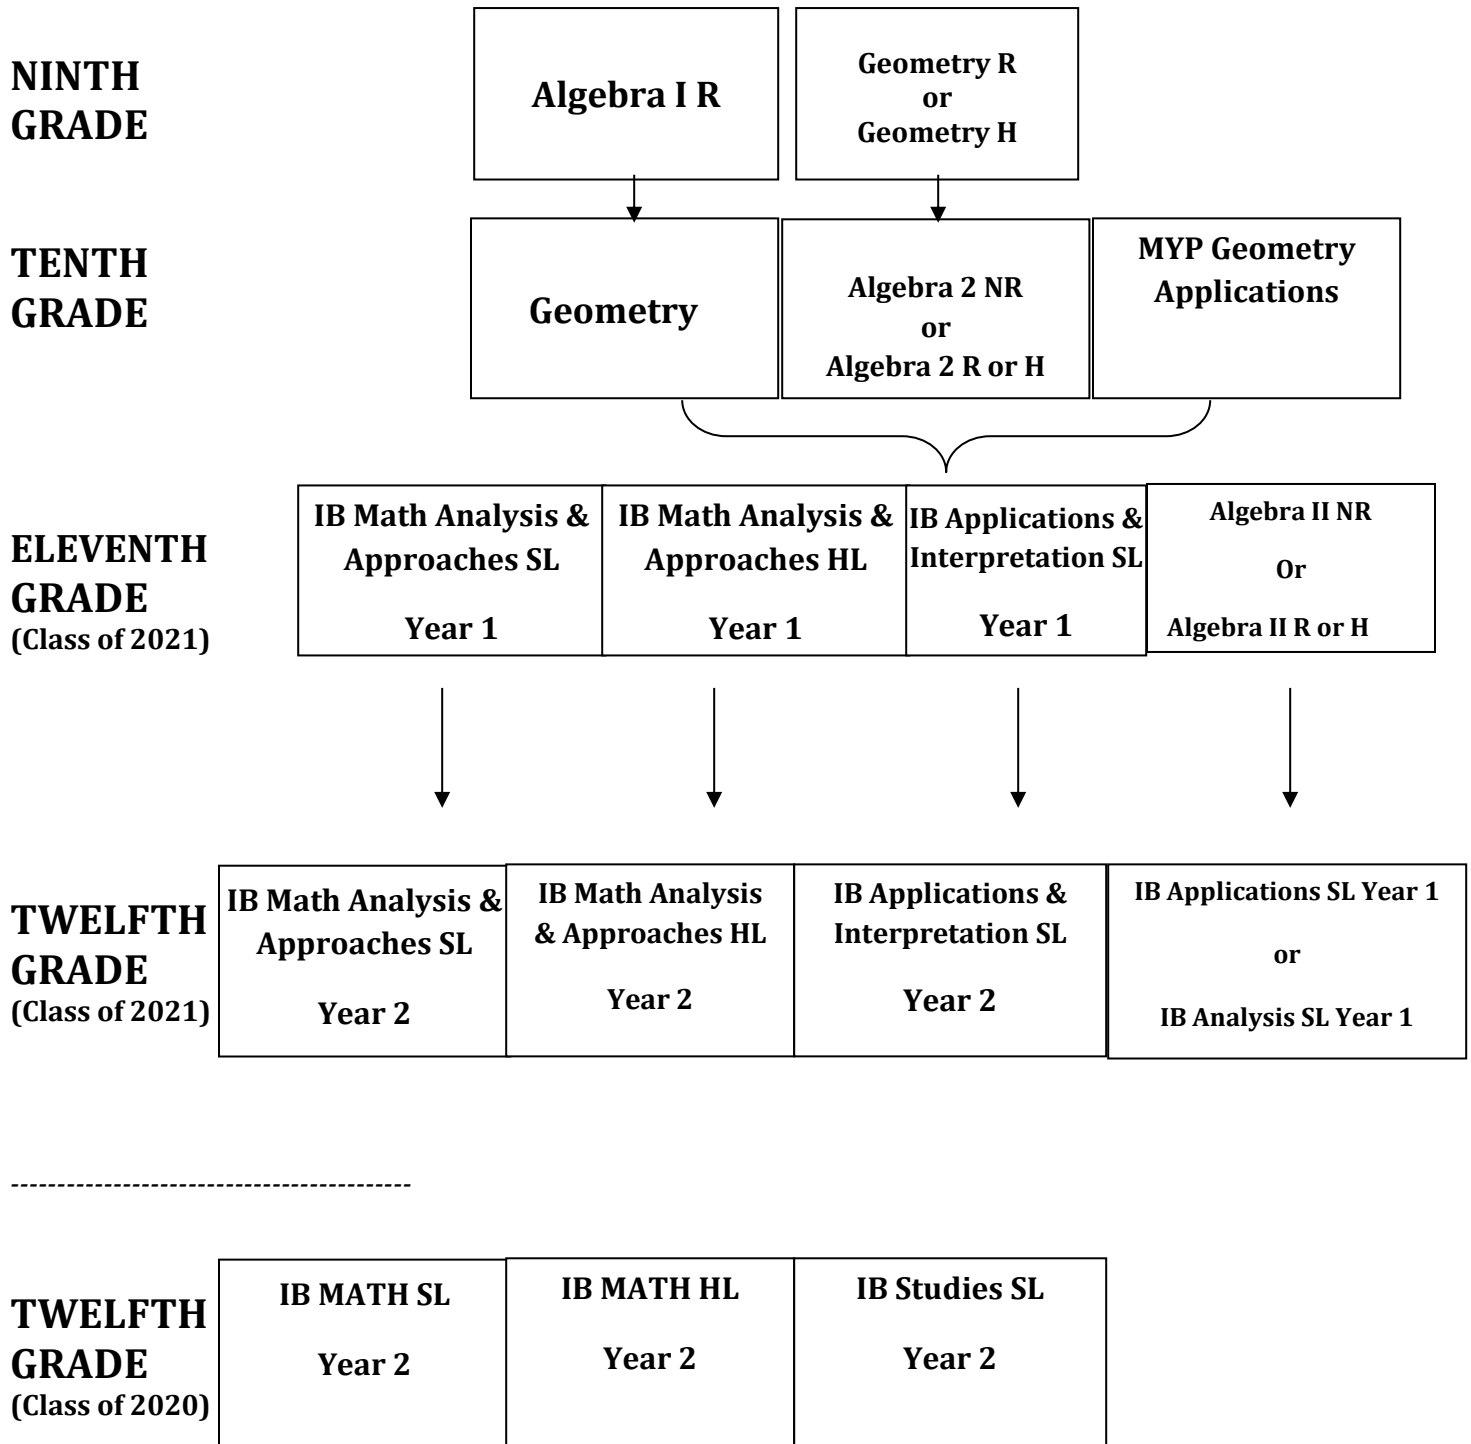 NINTH
GRADE
Algebra I R
Geometry R
or
Geometry H
TENTH
GRADE
Geometry
Algebra 2 NR
or
Algebra 2 R or H
MYP Geometry
Applications
ELEVENTH
GRADE
(Class of 2021)
IB Math Analysis &
Approaches SL
Year 1
IB Math Analysis &
Approaches HL
Year 1
IB Applications &
Interpretation SL
Year 1
Algebra II NR
Or
Algebra II R or H
TWELFTH
GRADE
(Class of 2021)
IB Math Analysis &
Approaches SL
Year 2
IB Math Analysis
& Approaches HL
Year 2
IB Applications &
Interpretation SL
Year 2
IB Applications SL Year 1
or
IB Analysis SL Year 1
-------------------------------------------
TWELFTH
GRADE
(Class of 2020)
IB MATH SL
Year 2
IB MATH HL
Year 2
IB Studies SL
Year 2